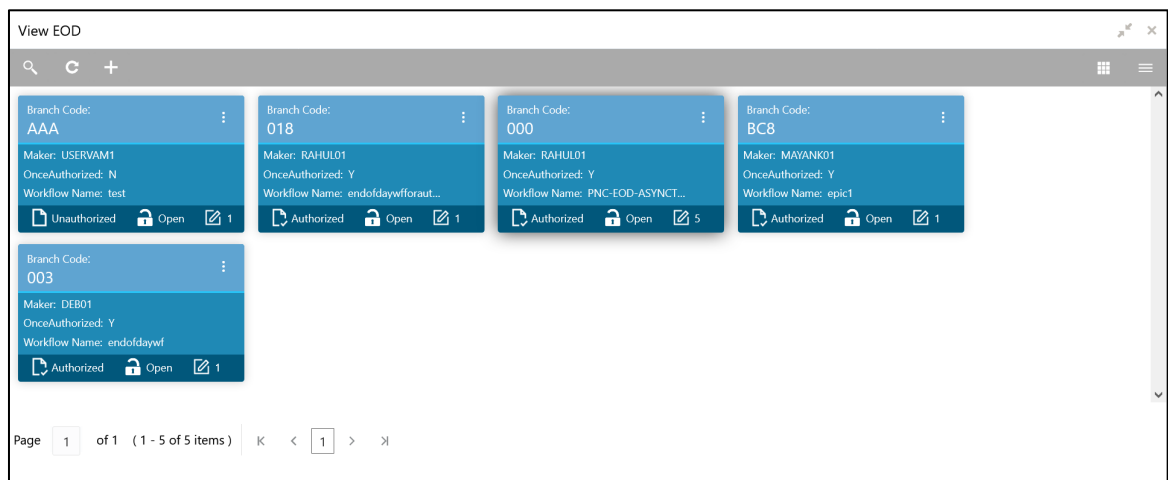 View EOD
Branch Code:
AAA
Maker: USERVAM1
OnceAuthorized: N
Workflow Name: test
Unauthorized Open 1
Branch Code:
018
Maker: RAHUL01
OnceAuthorized: Y
Workflow Name: endofdaywfforaut...
Authorized Open 1
Branch Code:
000
Maker: RAHUL01
OnceAuthorized: Y
Workflow Name: PNC-EOD-ASYNCT...
Authorized Open 5
Branch Code:
BC8
Maker: MAYANK01
OnceAuthorized: Y
Workflow Name: epic1
Authorized Open 1
Branch Code:
003
Maker: DEB01
OnceAuthorized: Y
Workflow Name: endofdaywf
Authorized Open 1
Page 1 of 1 (1 - 5 of 5 items) 1